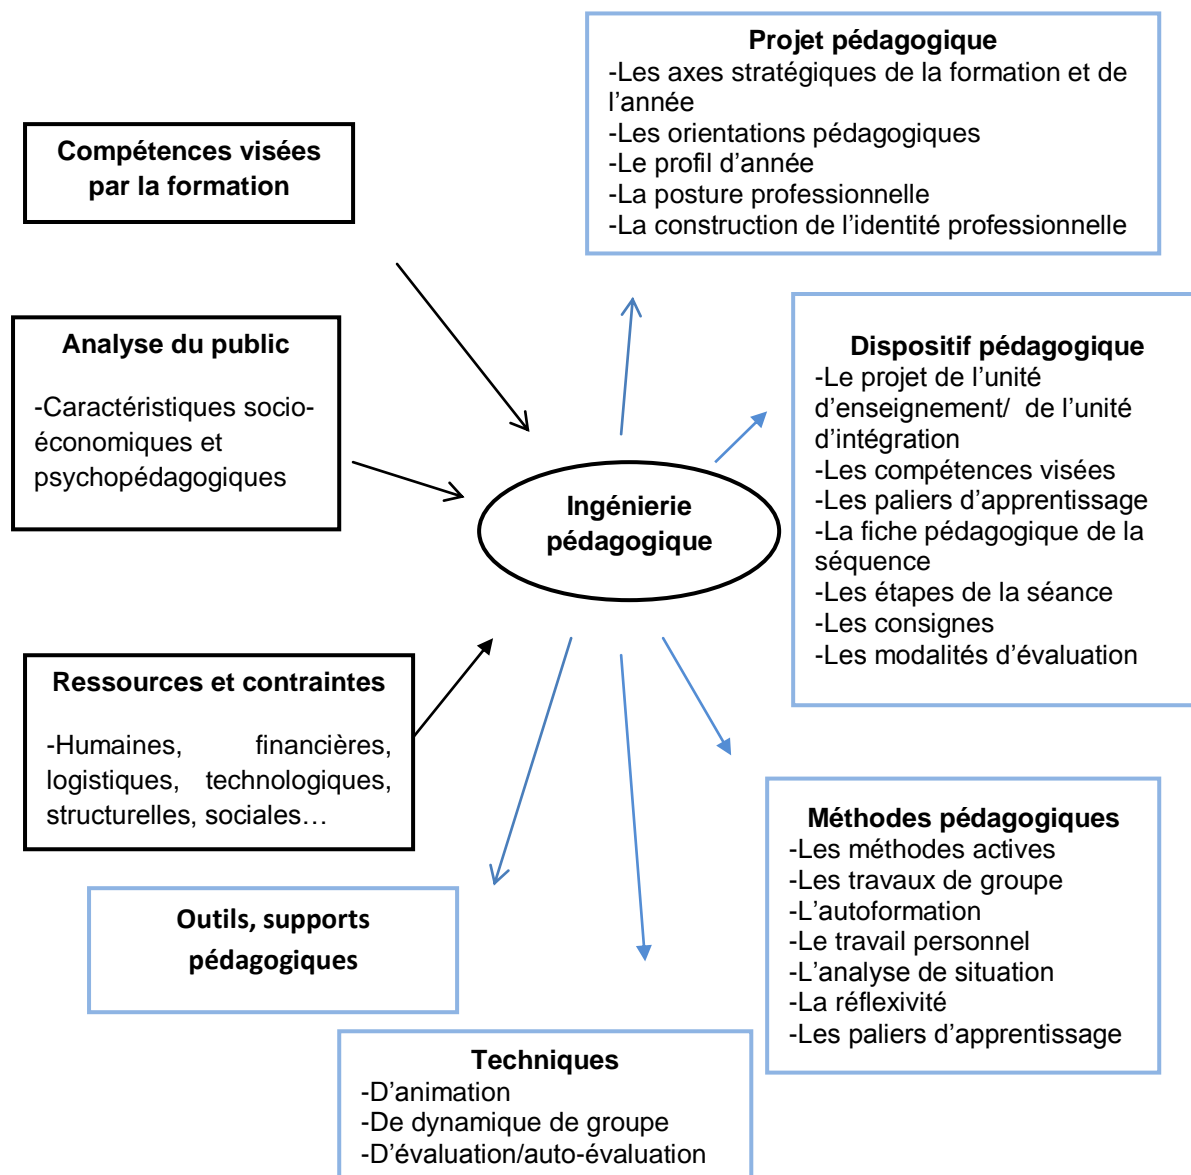 Projet pédagogique
-Les axes stratégiques de la formation et de
l’année
-Les orientations pédagogiques
-Le profil d’année
-La posture professionnelle
-La construction de l’identité professionnelle
Compétences visées
par la formation
Analyse du public
-Caractéristiques socio-
économiques et
psychopédagogiques
Dispositif pédagogique
-Le projet de l’unité
d’enseignement/ de l’unité
d’intégration
-Les compétences visées
-Les paliers d’apprentissage
-La fiche pédagogique de la
séquence
-Les étapes de la séance
-Les consignes
-Les modalités d’évaluation
Ingénierie
pédagogique
Ressources et contraintes
-Humaines, financières,
logistiques, technologiques,
structurelles, sociales…
Méthodes pédagogiques
-Les méthodes actives
-Les travaux de groupe
-L’autoformation
-Le travail personnel
-L’analyse de situation
-La réflexivité
-Les paliers d’apprentissage
Outils, supports
pédagogiques
Techniques
-D’animation
-De dynamique de groupe
-D’évaluation/auto-évaluation